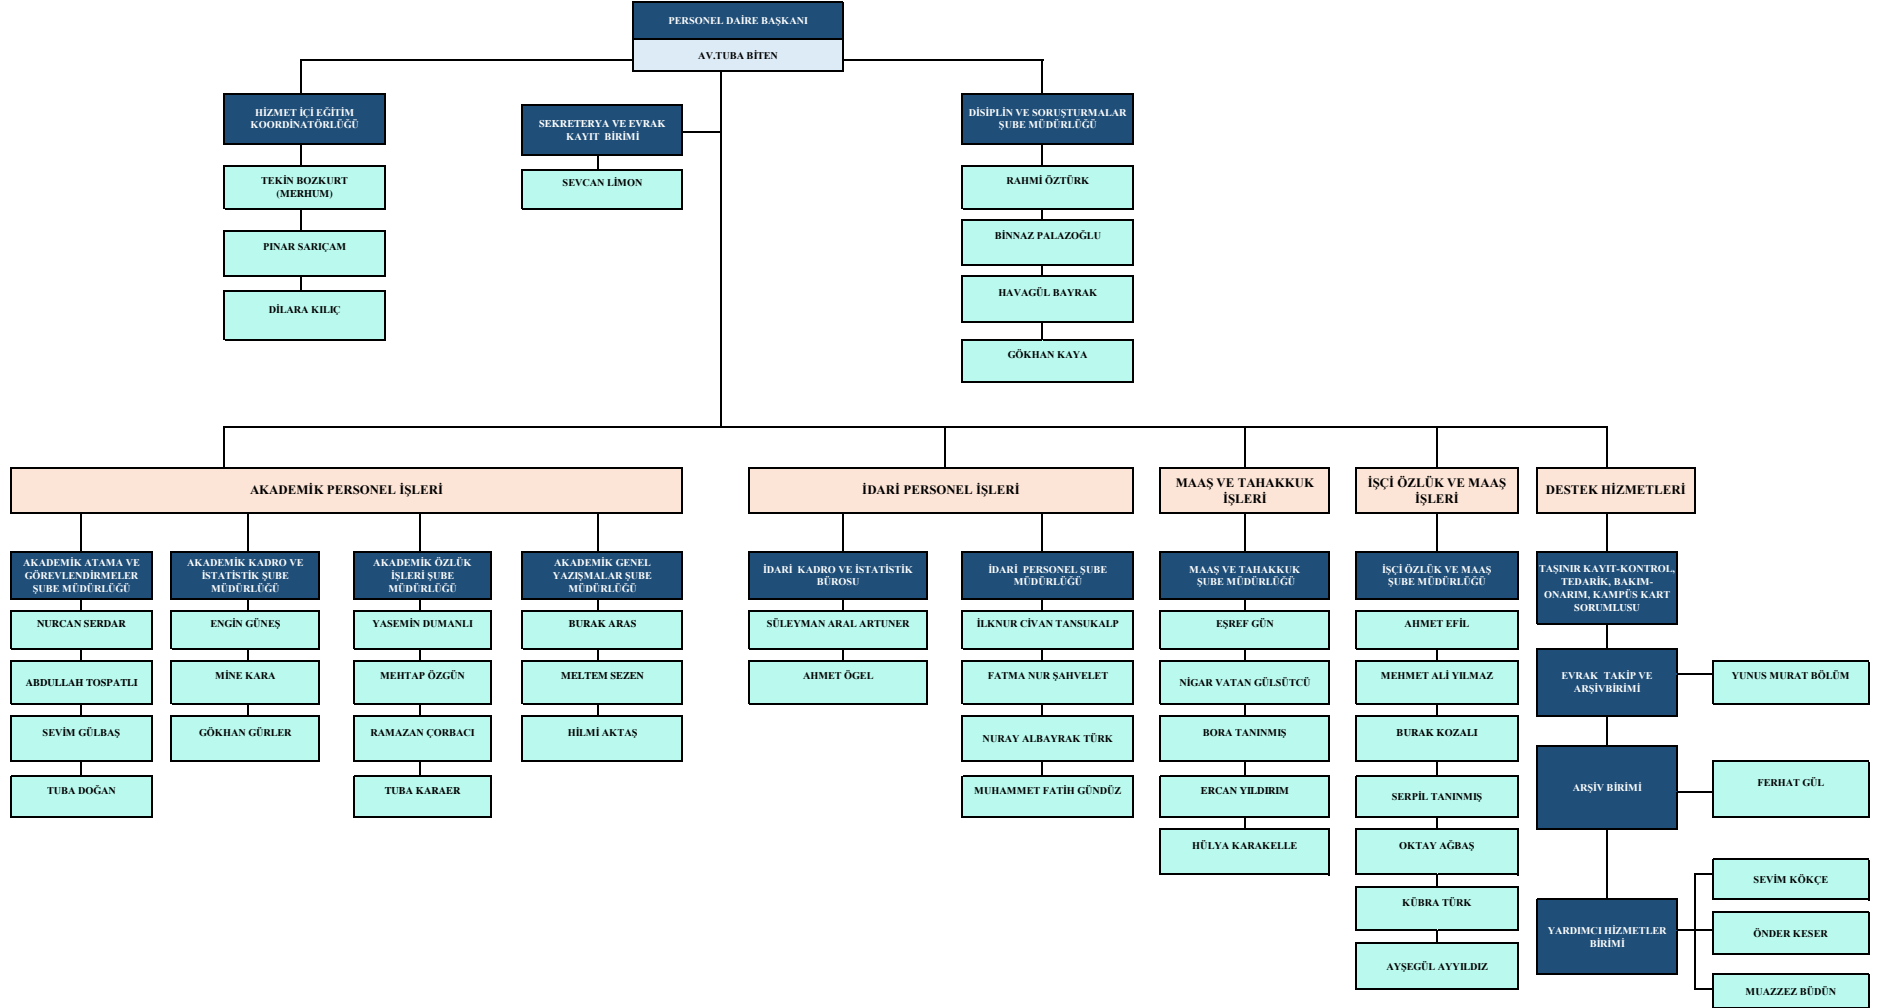 PERSONEL DAİRE BAŞKANI
AV.TUBA BİTEN
HİZMET İÇİ EĞİTİM
KOORDİNATÖRLÜĞÜ
TEKİN BOZKURT
(MERHUM)
PINAR SARIÇAM
DİLARA KILIÇ
SEKRETERYA VE EVRAK
KAYIT BİRİMİ
SEVCAN LİMON
DİSİPLİN VE SORUŞTURMALAR
ŞUBE MÜDÜRLÜĞÜ
RAHMİ ÖZTÜRK
BİNNAZ PALAZOĞLU
HAVAGÜL BAYRAK
GÖKHAN KAYA
AKADEMİK PERSONEL İŞLERİ
AKADEMİK ATAMA VE
GÖREVLENDİRMELER
ŞUBE MÜDÜRLÜĞÜ
NURCAN SERDAR
ABDULLAH TOSPATLI
SEVİM GÜLBAŞ
TUBA DOĞAN
AKADEMİK KADRO VE
İSTATİSTİK ŞUBE
MÜDÜRLÜĞÜ
ENGİN GÜNEŞ
MİNE KARA
GÖKHAN GÜRLER
AKADEMİK ÖZLÜK
İŞLERİ ŞUBE
MÜDÜRLÜĞÜ
YASEMİN DUMANLI
MEHTAP ÖZGÜN
RAMAZAN ÇORBACI
TUBA KARAER
AKADEMİK GENEL
YAZIŞMALAR ŞUBE
MÜDÜRLÜĞÜ
BURAK ARAS
MELTEM SEZEN
HİLMİ AKTAŞ
İDARİ PERSONEL İŞLERİ
İDARİ KADRO VE İSTATİSTİK
BÜROSU
SÜLEYMAN ARAL ARTUNER
AHMET ÖGEL
İDARİ PERSONEL ŞUBE
MÜDÜRLÜĞÜ
İLKNUR CİVAN TANSUKALP
FATMA NUR ŞAHVELET
NURAY ALBAYRAK TÜRK
MUHAMMET FATİH GÜNDÜZ
MAAŞ VE TAHAKKUK
İŞLERİ
MAAŞ VE TAHAKKUK
ŞUBE MÜDÜRLÜĞÜ
EŞREF GÜN
NİGAR VATAN GÜLSÜTCÜ
BORA TANINMIŞ
ERCAN YILDIRIM
HÜLYA KARAKELLE
İŞÇİ ÖZLÜK VE MAAŞ
İŞLERİ
İŞÇİ ÖZLÜK VE MAAŞ
ŞUBE MÜDÜRLÜĞÜ
AHMET EFİL
MEHMET ALİ YILMAZ
BURAK KOZALI
SERPİL TANINMIŞ
OKTAY AĞBAŞ
KÜBRA TÜRK
AYŞEGÜL AYYILDIZ
DESTEK HİZMETLERİ
TAŞINIR KAYIT-KONTROL,
TEDARİK, BAKIM-
ONARIM, KAMPÜS KART
SORUMLUSU
EVRAK TAKİP VE
ARŞİVBİRİMİ
YUNUS MURAT BÖLÜM
ARŞİV BİRİMİ
FERHAT GÜL
YARDIMCI HİZMETLER
BİRİMİ
SEVİM KÖKÇE
ÖNDER KESER
MUAZZEZ BÜDÜN